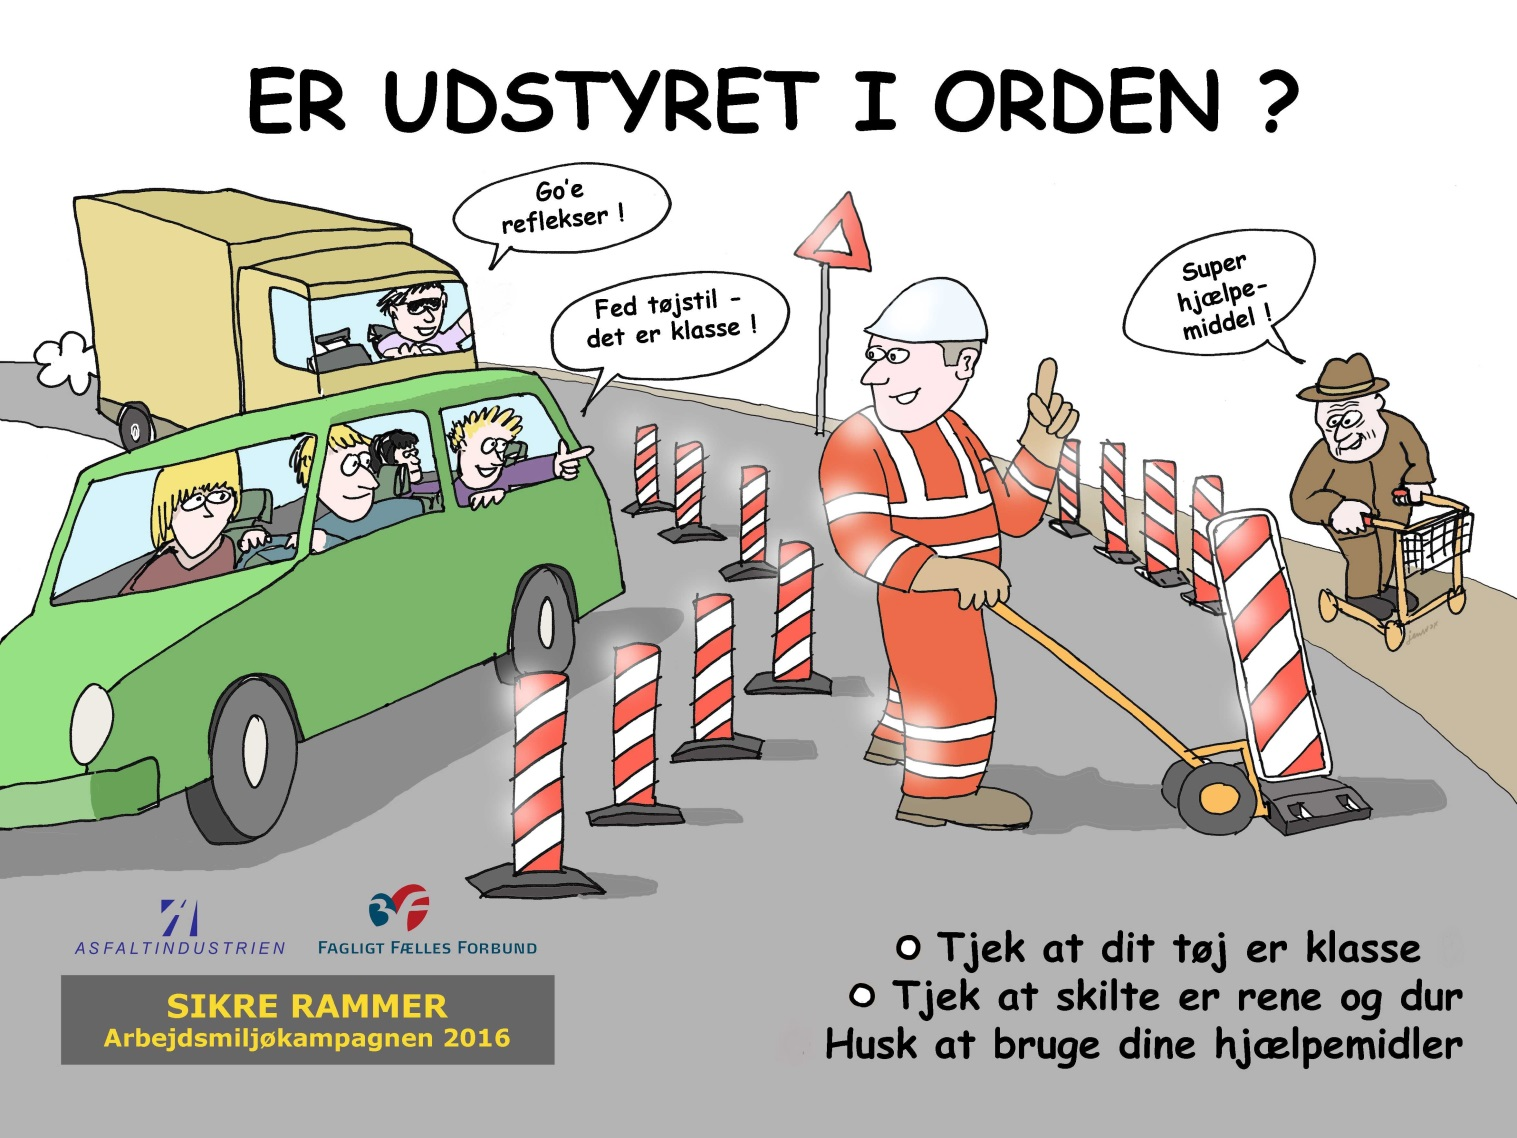 ER UDSTYRET I ORDEN ?
Go'e
reflekser !
Fed tøjstil -
det er klasse !
Super
hjælpe-
middel !
ASFALTINDUSTRIEN
3F
FAGLIGT FÆLLES FORBUND
SIKRE RAMMER
Arbejdsmiljøkampagnen 2016
Tjek at dit tøj er klasse
Tjek at skilte er rene og dur
Husk at bruge dine hjælpemidler